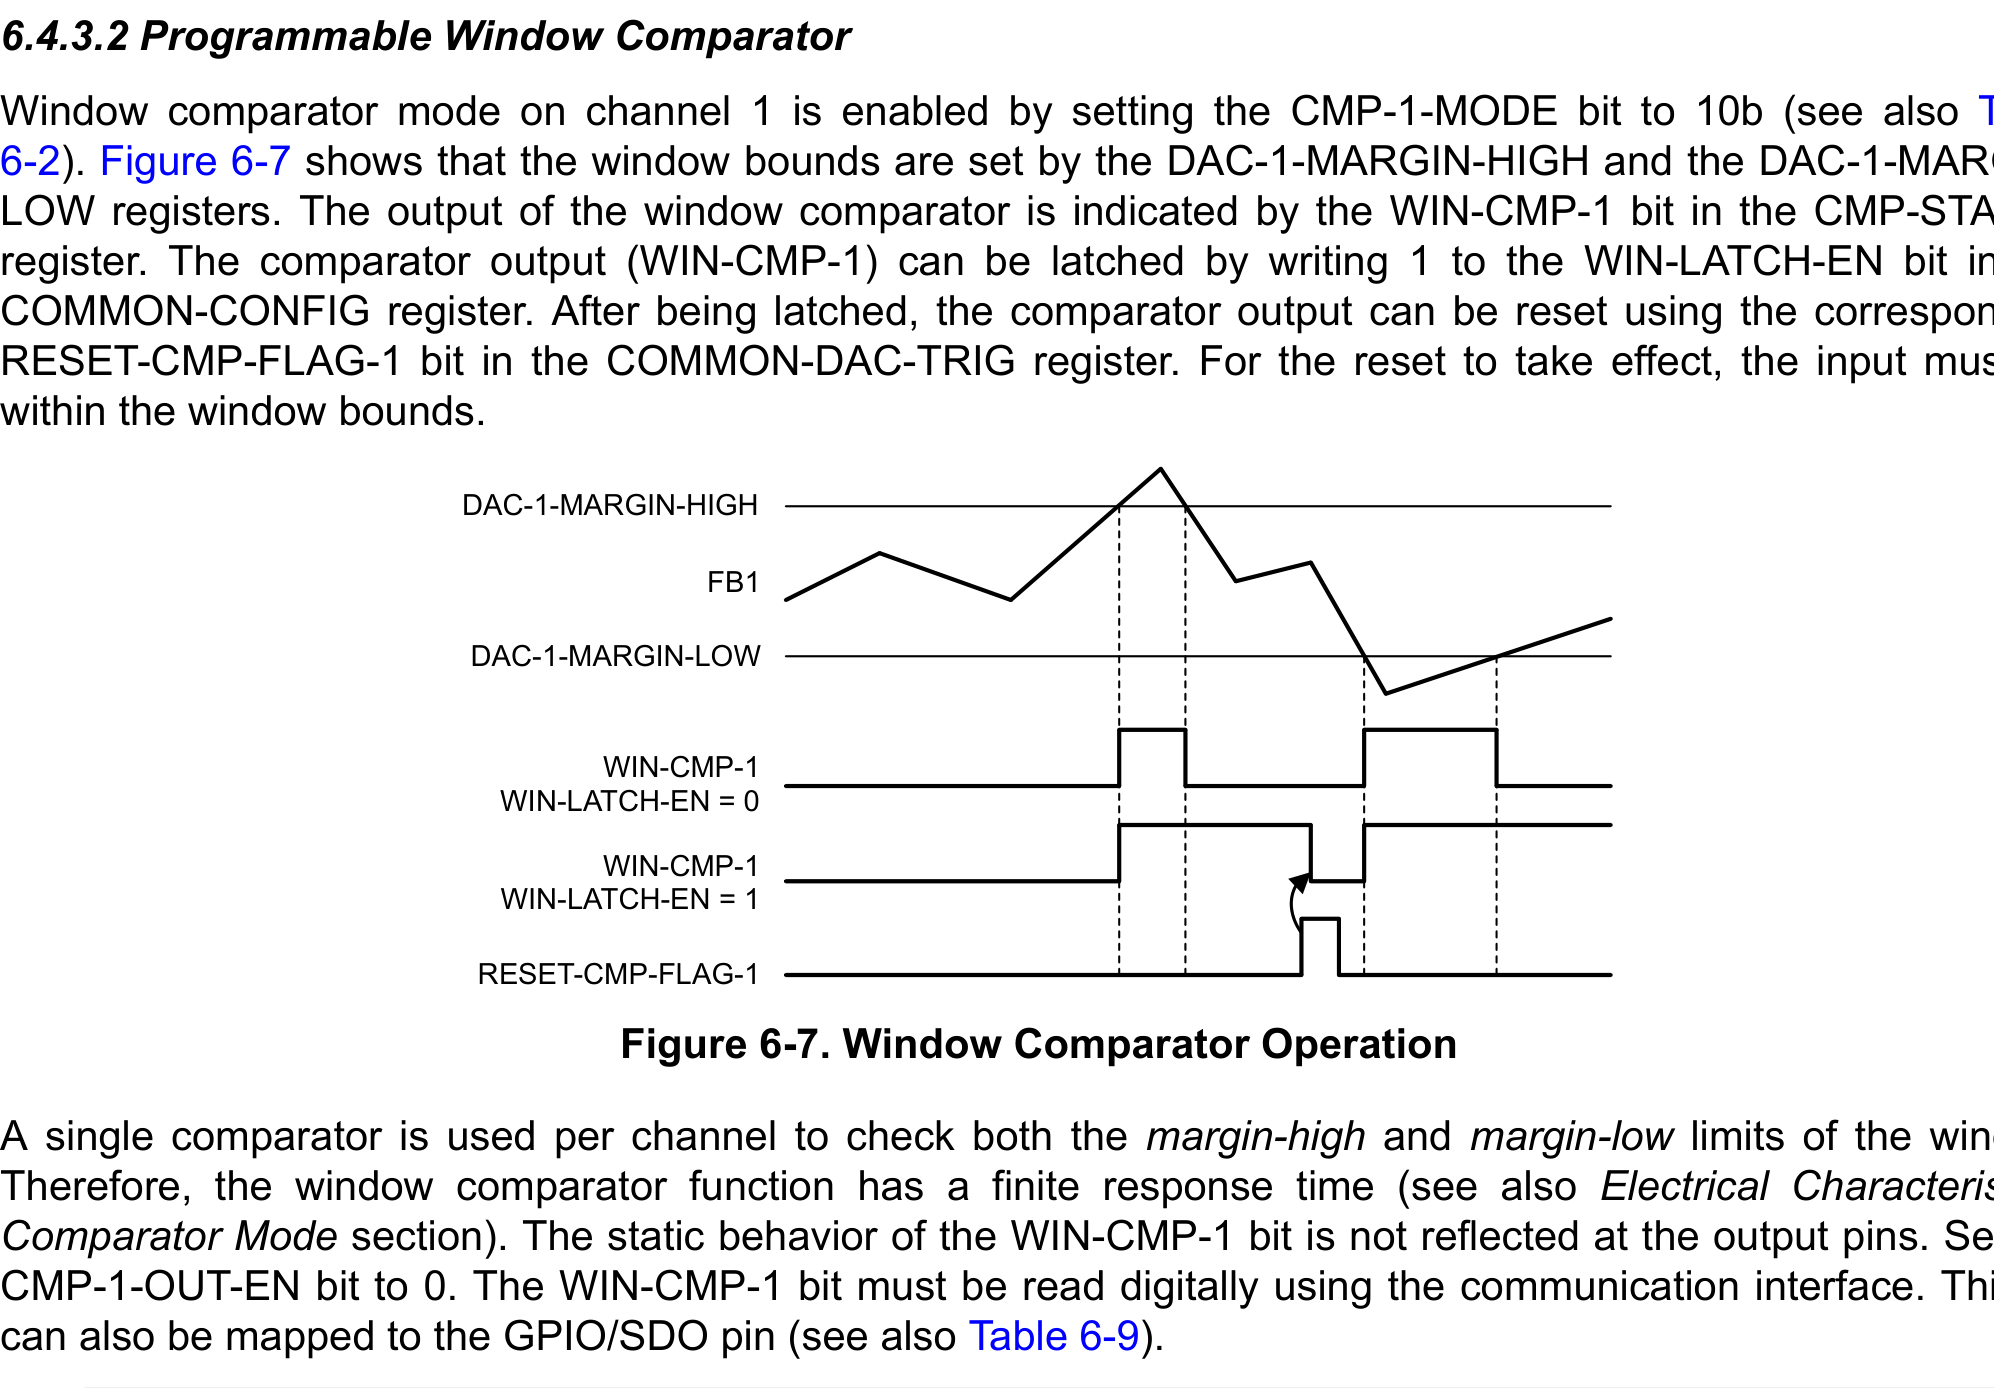 6.4.3.2 Programmable Window Comparator
Window comparator mode on channel 1 is enabled by setting the CMP-1-MODE bit to 10b (see also
6-2). Figure 6-7 shows that the window bounds are set by the DAC-1-MARGIN-HIGH and the
LOW registers. The output of the window comparator is indicated by the WIN-CMP-1 bit in the
register. The comparator output (WIN-CMP-1) can be latched by writing 1 to the WIN-LATCH-EN bit in
COMMON-CONFIG register. After being latched, the comparator output can be reset using the
RESET-CMP-FLAG-1 bit in the COMMON-DAC-TRIG register. For the reset to take effect, the input
within the window bounds.
DAC-1-MARGIN-HIGH
FB1
DAC-1-MARGIN-LOW
WIN-CMP-1
WIN-LATCH-EN = 0
WIN-CMP-1
WIN-LATCH-EN = 1
RESET-CMP-FLAG-1
Figure 6-7. Window Comparator Operation
A single comparator is used per channel to check both the margin-high and margin-low limits of the
Therefore, the window comparator function has a finite response time (see also Electrical
Comparator Mode section). The static behavior of the WIN-CMP-1 bit is not reflected at the output pins.
CMP-1-OUT-EN bit to 0. The WIN-CMP-1 bit must be read digitally using the communication interface.
can also be mapped to the GPIO/SDO pin (see also Table 6-9).